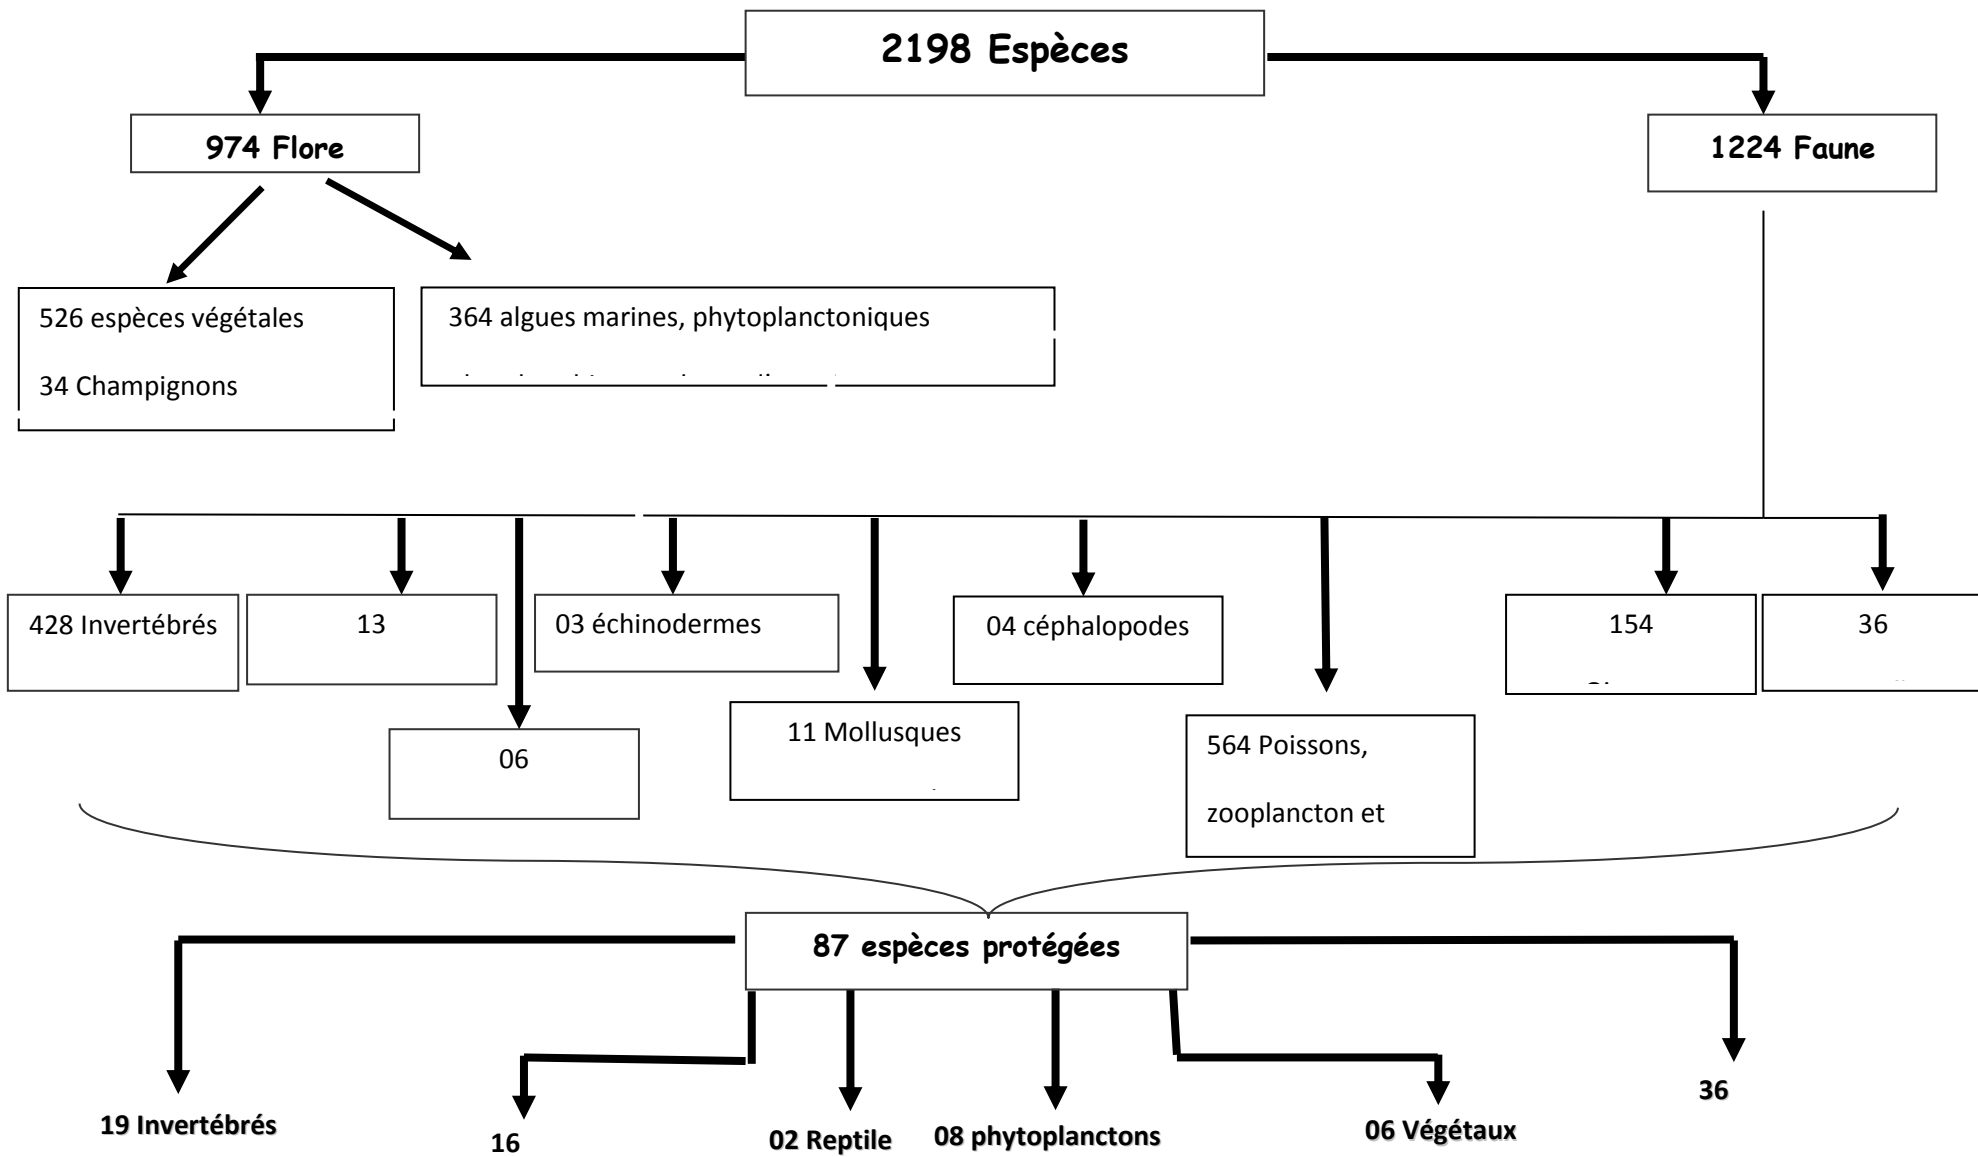 2198 Espèces
974 Flore
1224 Faune
526 espèces végétales
34 Champignons
364 algues marines, phytoplanctoniques
428 Invertébrés
13
03 échinodermes
04 céphalopodes
154
36
06
11 Mollusques
564 Poissons,
zooplancton et
87 espèces protégées
19 Invertébrés
16
02 Reptile
08 phytoplanctons
06 Végétaux
36